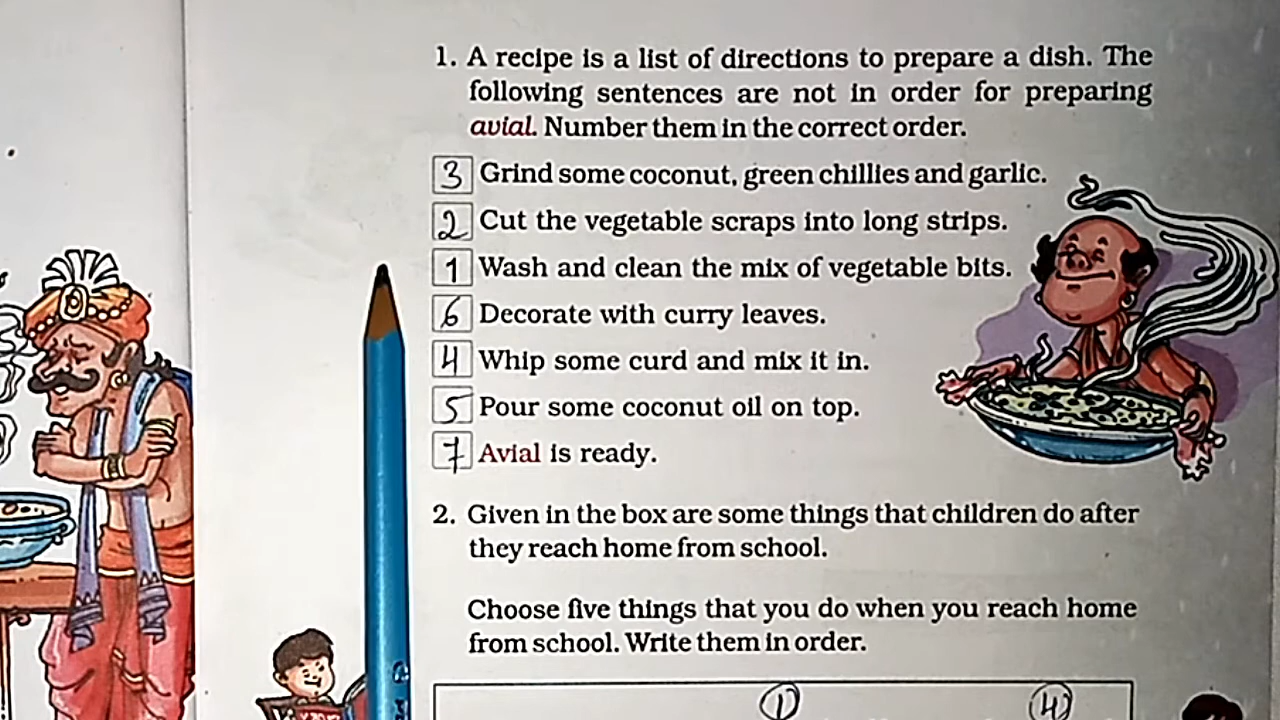 1. A recipe is a list of directions to prepare a dish. The
following sentences are not in order for preparing
avial. Number them in the correct order.
3 Grind some coconut, green chillies and garlic.
2 Cut the vegetable scraps into long strips.
1 Wash and clean the mix of vegetable bits.
6 Decorate with curry leaves.
4 Whip some curd and mix it in.
5 Pour some coconut oil on top.
7 Avial is ready.
2. Given in the box are some things that children do after
they reach home from school.
Choose five things that you do when you reach home
from school. Write them in order.
1 4